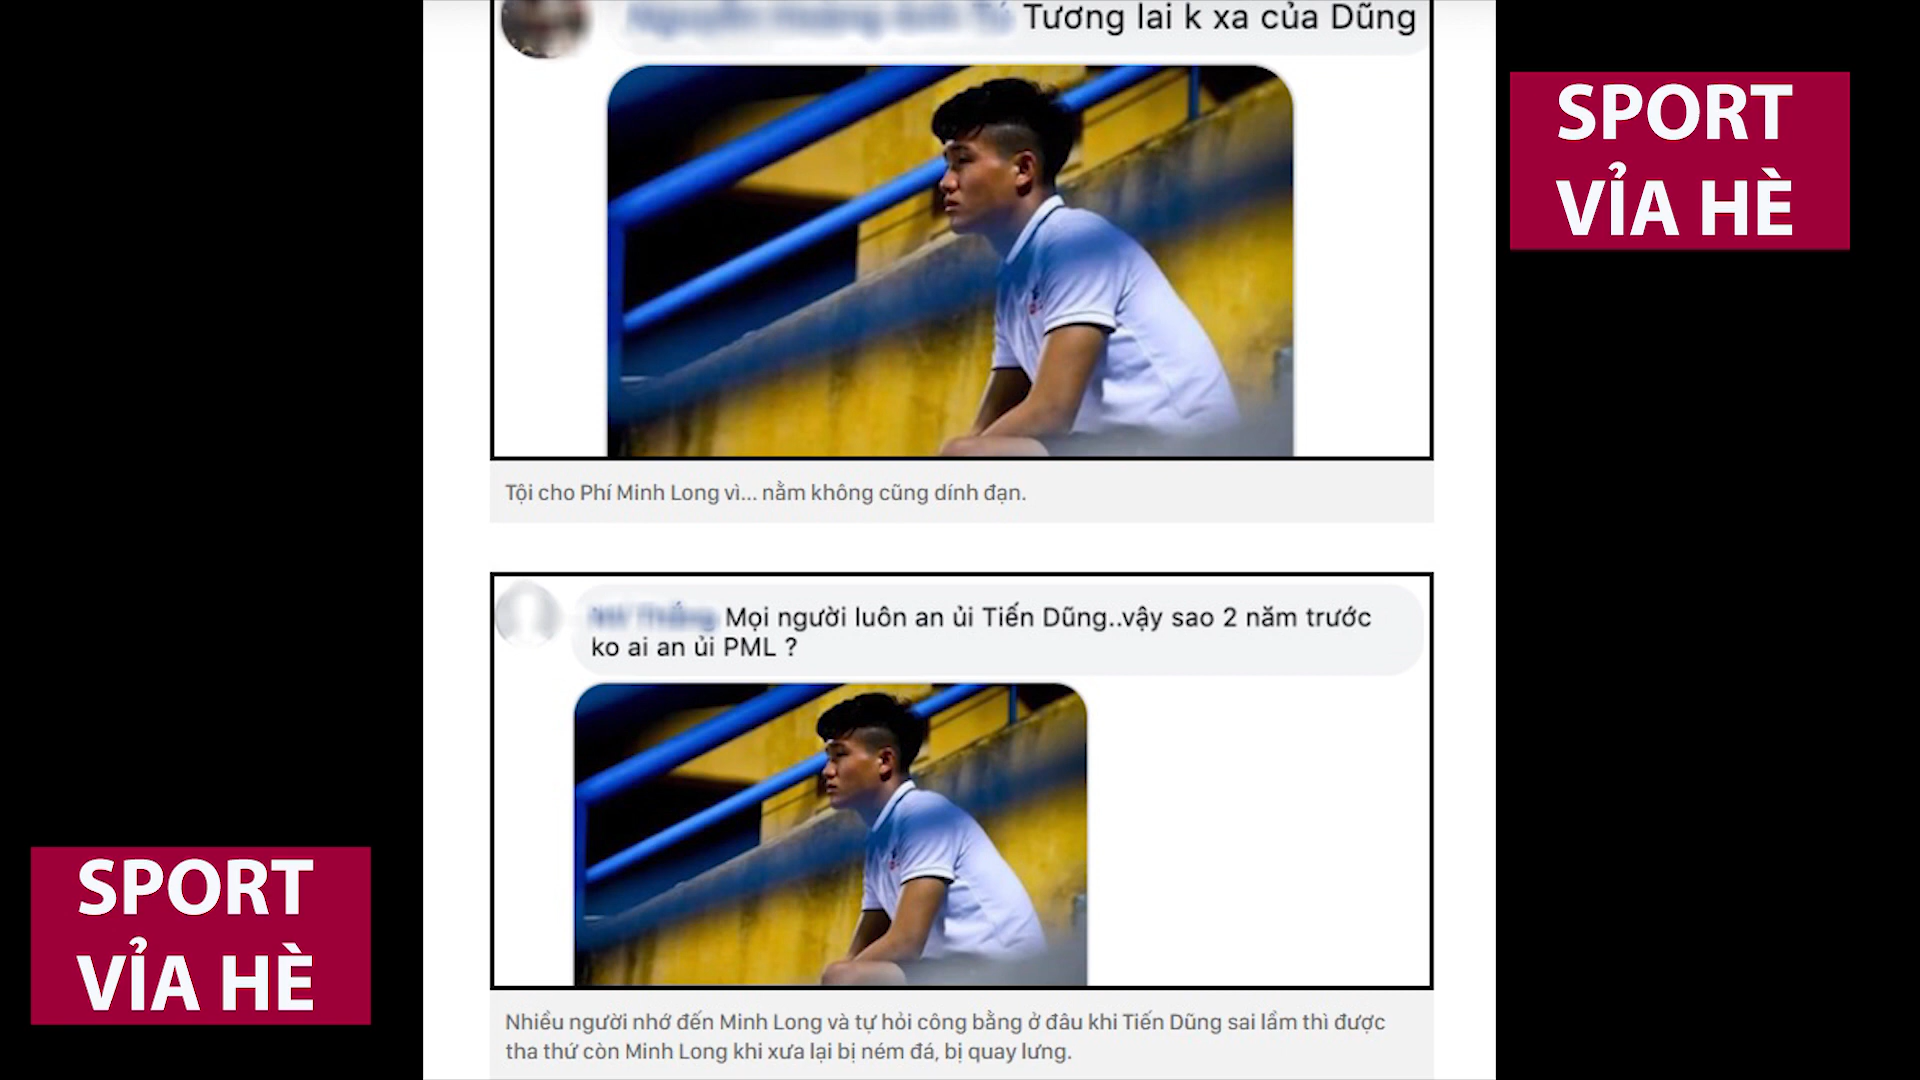 Tương lai k xa của Dũng
SPORT
VỈA HÈ
Tội cho Phí Minh Long vì... nằm không cũng dính đạn.
Mọi người luôn an ủi Tiến Dũng..vậy sao 2 năm trước
ko ai an ủi PML ?
SPORT
VỈA HÈ
Nhiều người nhớ đến Minh Long và tự hỏi công bằng ở đâu khi Tiến Dũng sai lầm thì được
tha thứ còn Minh Long khi xưa lại bị ném đá, bị quay lưng.